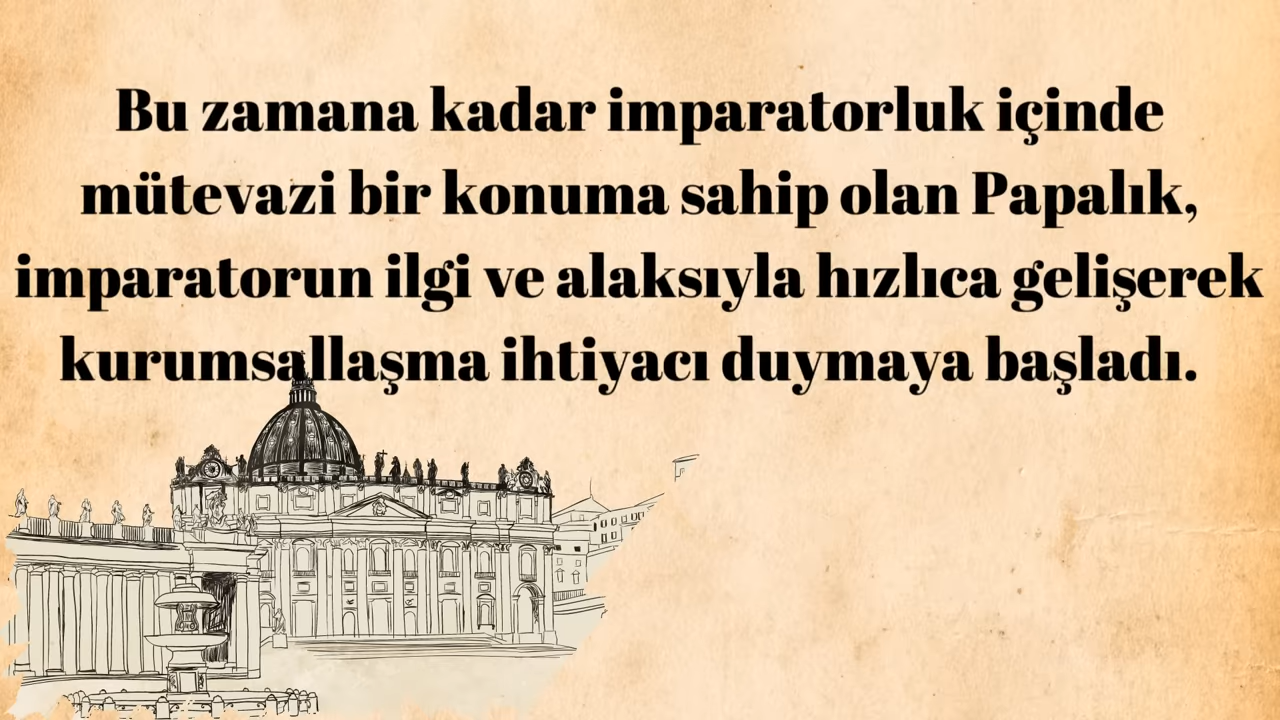 Bu zamana kadar imparatorluk içinde
mütevazi bir konuma sahip olan Papalık,
imparatorun ilgi ve alaksıyla hızlıca gelişerek
kurumsallaşma ihtiyacı duymaya başladı.